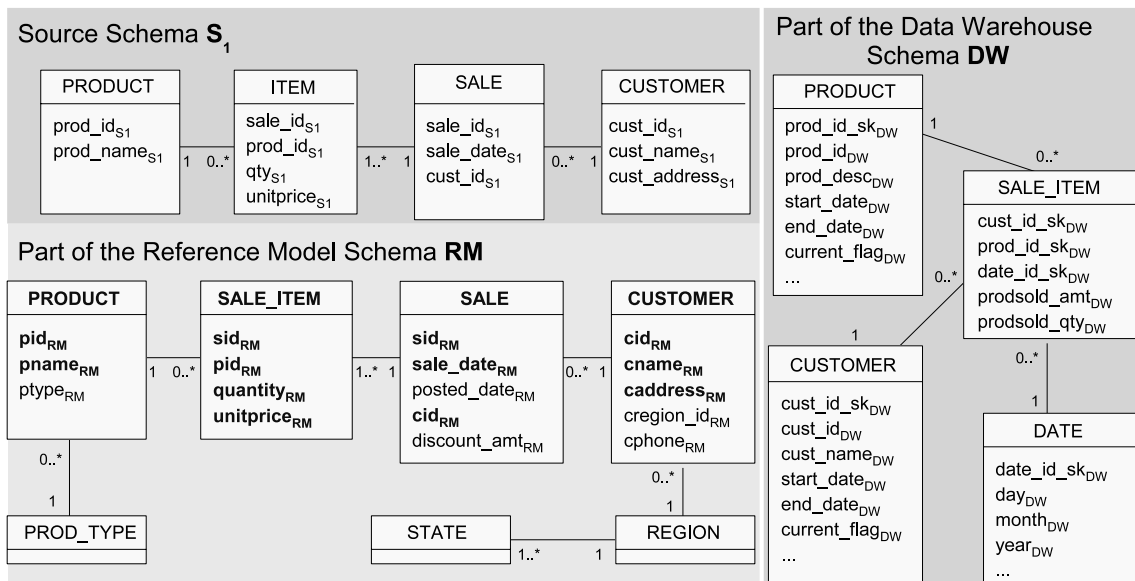 Source Schema S1
PRODUCT
prod_idS1
prod_nameS1
1
0..*
ITEM
sale_idS1
prod_idS1
qtyS1
unitpriceS1
1..*
1
SALE
sale_idS1
sale_dateS1
cust_idS1
0..*
1
CUSTOMER
cust_idS1
cust_nameS1
cust_addressS1
Part of the Reference Model Schema RM
PRODUCT
pidRM
pnameRM
ptypeRM
1
0..*
SALE_ITEM
sidRM
pidRM
quantityRM
unitpriceRM
1..*
1
SALE
sidRM
sale_dateRM
posted_dateRM
cidRM
discount_amtRM
0..*
1
CUSTOMER
cidRM
cnameRM
caddressRM
cregion_idRM
cphoneRM
0..*
1
PROD_TYPE
0..*
1
STATE
1..*
1
REGION
Part of the Data Warehouse
Schema DW
PRODUCT
prod_id_skDW
prod_idDW
prod_descDW
start_dateDW
end_dateDW
current_flagDW
...
1
0..*
SALE_ITEM
cust_id_skDW
prod_id_skDW
date_id_skDW
prodsold_amtDW
prodsold_qtyDW
0..*
1
CUSTOMER
cust_id_skDW
cust_idDW
cust_nameDW
start_dateDW
end_dateDW
current_flagDW
...
0..*
1
DATE
date_id_skDW
dayDW
monthDW
yearDW
...